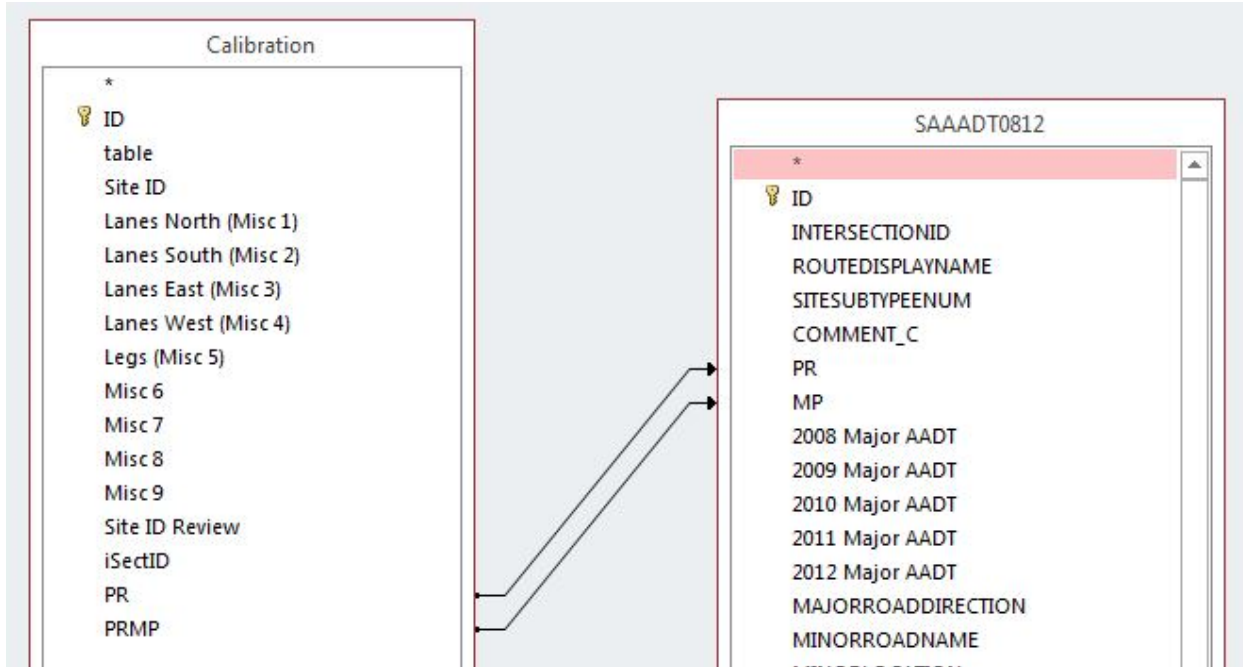 Calibration
*
ID
table
Site ID
Lanes North (Misc 1)
Lanes South (Misc 2)
Lanes East (Misc 3)
Lanes West (Misc 4)
Legs (Misc 5)
Misc 6
Misc 7
Misc 8
Misc 9
Site ID Review
iSectID
PR
PRMP
SAAADT0812
*
ID
INTERSECTIONID
ROUTEDISPLAYNAME
SITESUBTYPEENUM
COMMENT_C
PR
MP
2008 Major AADT
2009 Major AADT
2010 Major AADT
2011 Major AADT
2012 Major AADT
MAJORROADDIRECTION
MINORROADNAME